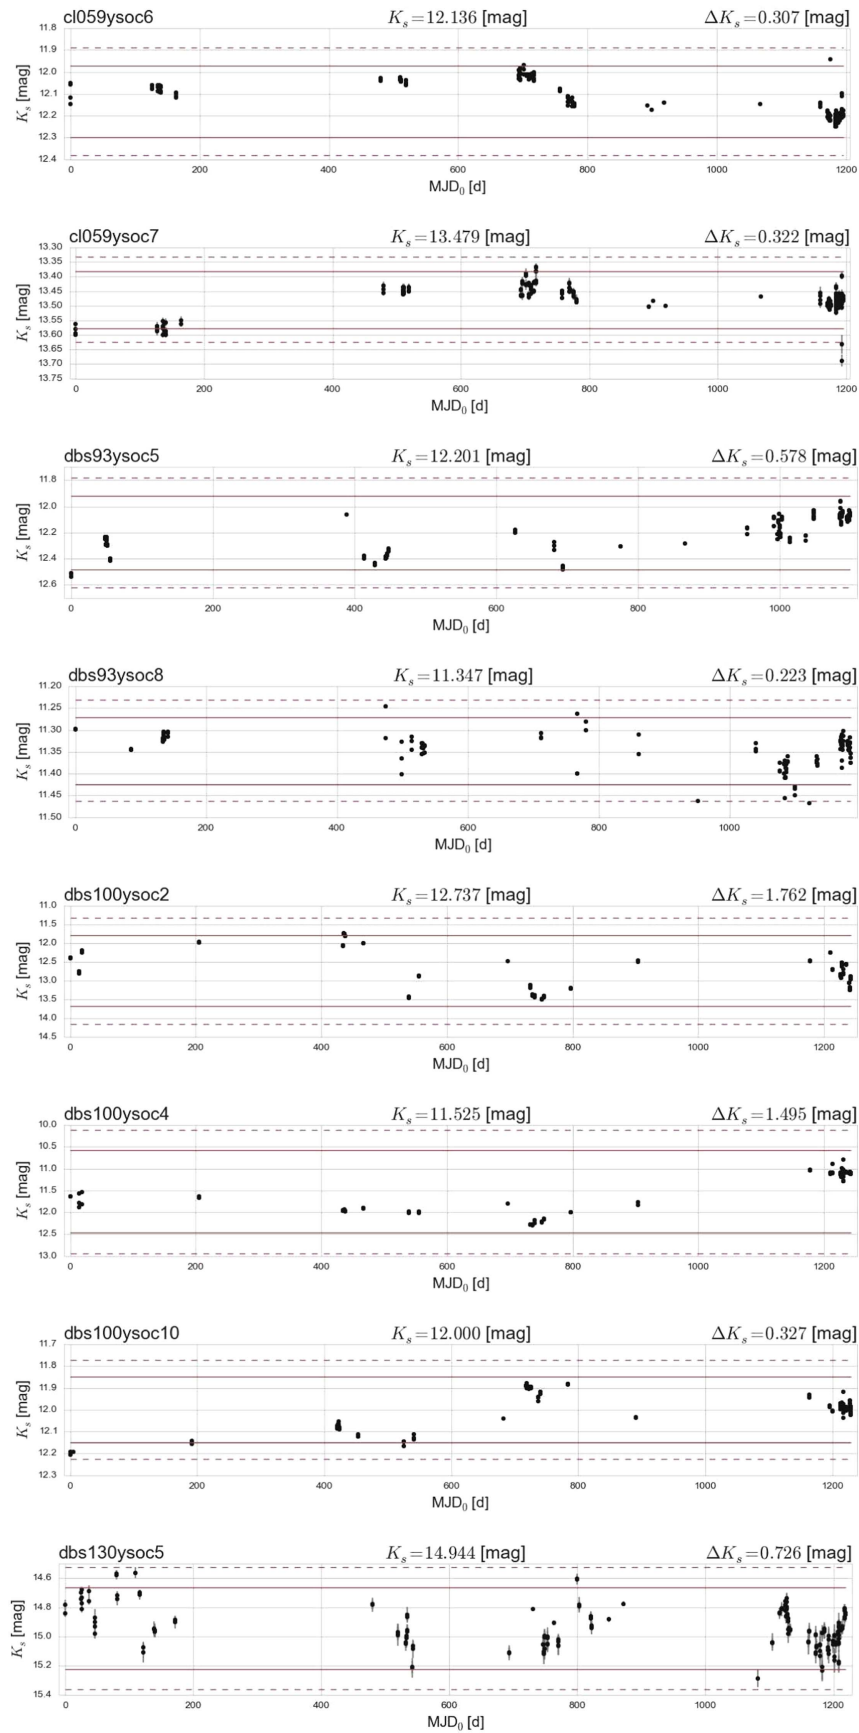 cl059ysoc6 K_s=12.136 [mag] ΔK_s=0.307 [mag]
11.8
11.9
12.0
12.1
12.2
12.3
12.4
K_s [mag]
0 200 400 600 800 1000 1200
MJD₀ [d]
cl059ysoc7 K_s=13.479 [mag] ΔK_s=0.322 [mag]
13.30
13.35
13.40
13.45
13.50
13.55
13.60
13.65
13.70
13.75
K_s [mag]
0 200 400 600 800 1000 1200
MJD₀ [d]
dbs93ysoc5 K_s=12.201 [mag] ΔK_s=0.578 [mag]
11.8
12.0
12.2
12.4
12.6
K_s [mag]
0 200 400 600 800 1000
MJD₀ [d]
dbs93ysoc8 K_s=11.347 [mag] ΔK_s=0.223 [mag]
11.20
11.25
11.30
11.35
11.40
11.45
11.50
K_s [mag]
0 200 400 600 800 1000
MJD₀ [d]
dbs100ysoc2 K_s=12.737 [mag] ΔK_s=1.762 [mag]
11.0
11.5
12.0
12.5
13.0
13.5
14.0
14.5
K_s [mag]
0 200 400 600 800 1000 1200
MJD₀ [d]
dbs100ysoc4 K_s=11.525 [mag] ΔK_s=1.495 [mag]
10.0
10.5
11.0
11.5
12.0
12.5
13.0
K_s [mag]
0 200 400 600 800 1000 1200
MJD₀ [d]
dbs100ysoc10 K_s=12.000 [mag] ΔK_s=0.327 [mag]
11.7
11.8
11.9
12.0
12.1
12.2
12.3
K_s [mag]
0 200 400 600 800 1000 1200
MJD₀ [d]
dbs130ysoc5 K_s=14.944 [mag] ΔK_s=0.726 [mag]
14.6
14.8
15.0
15.2
15.4
K_s [mag]
0 200 400 600 800 1000 1200
MJD₀ [d]